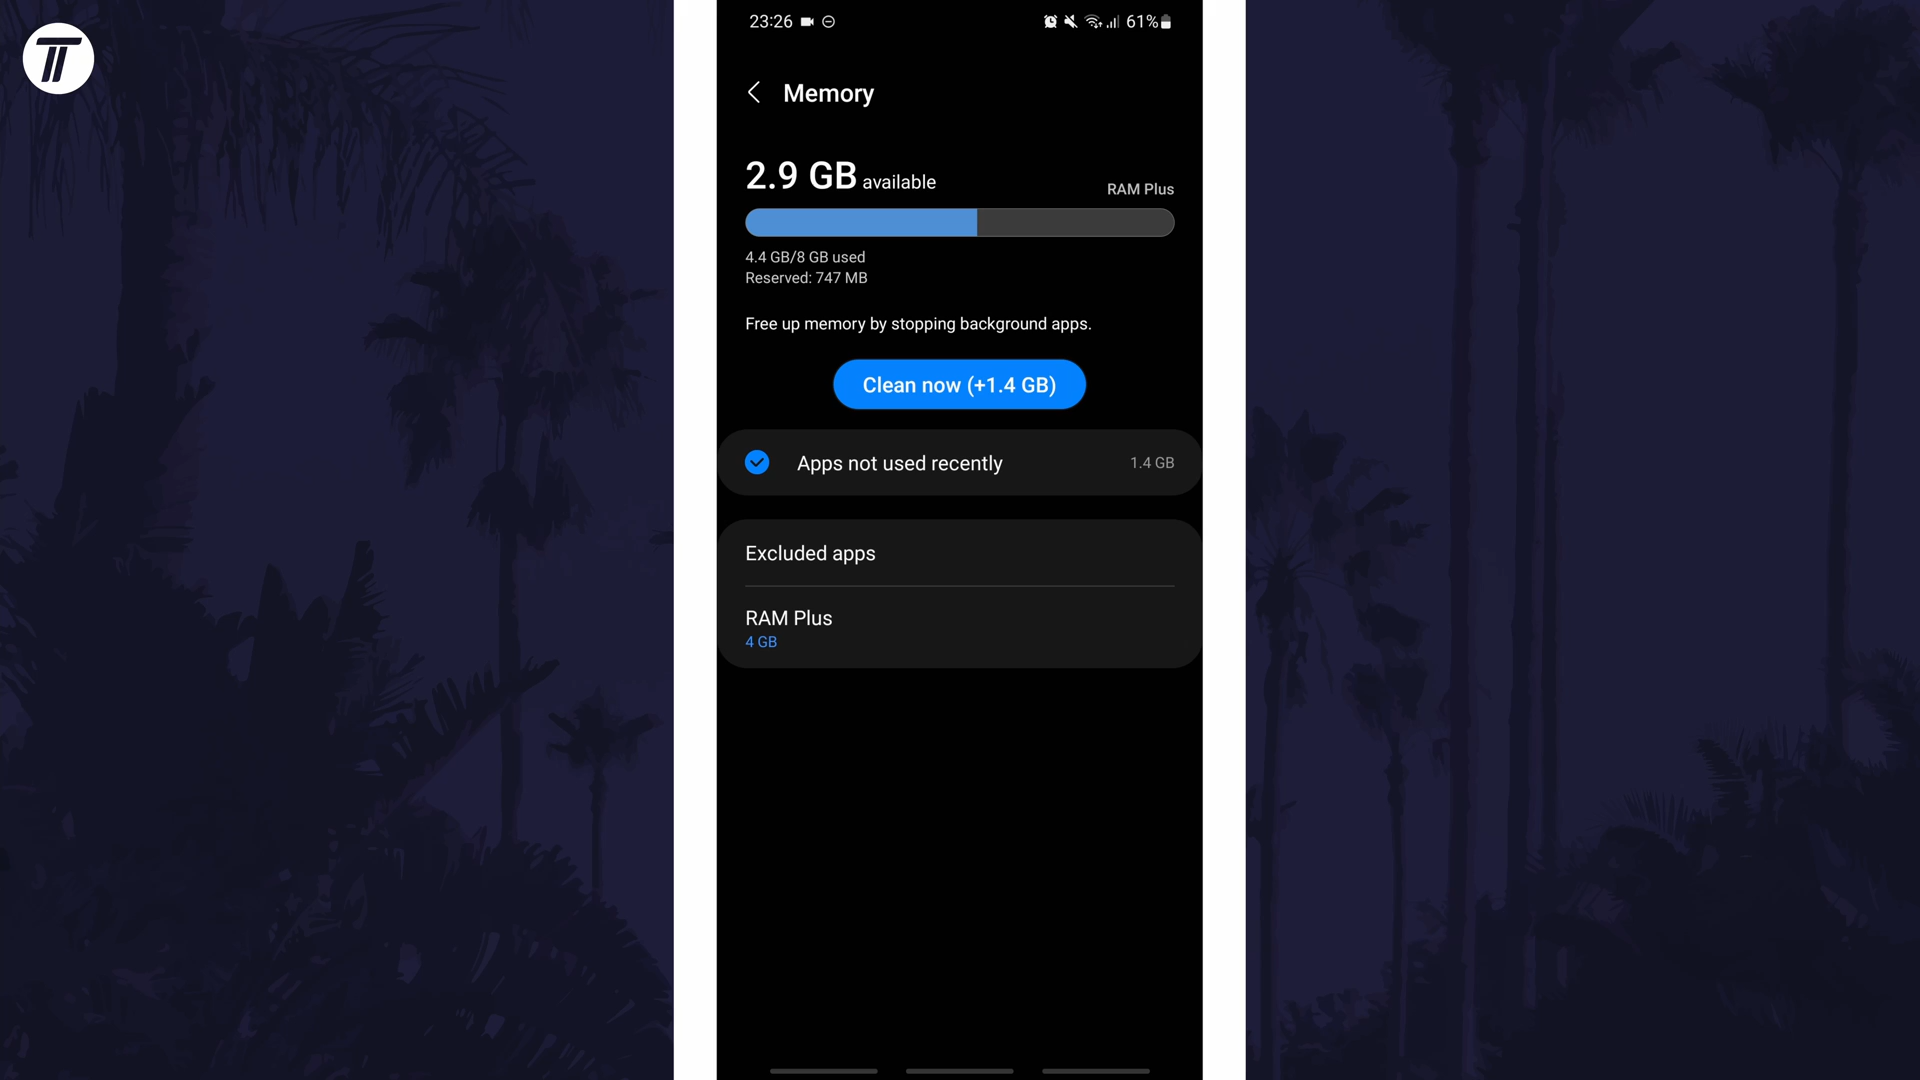 23:26
61%
Memory
2.9 GB available
RAM Plus
4.4 GB/8 GB used
Reserved: 747 MB
Free up memory by stopping background apps.
Clean now (+1.4 GB)
Apps not used recently
1.4 GB
Excluded apps
RAM Plus
4 GB